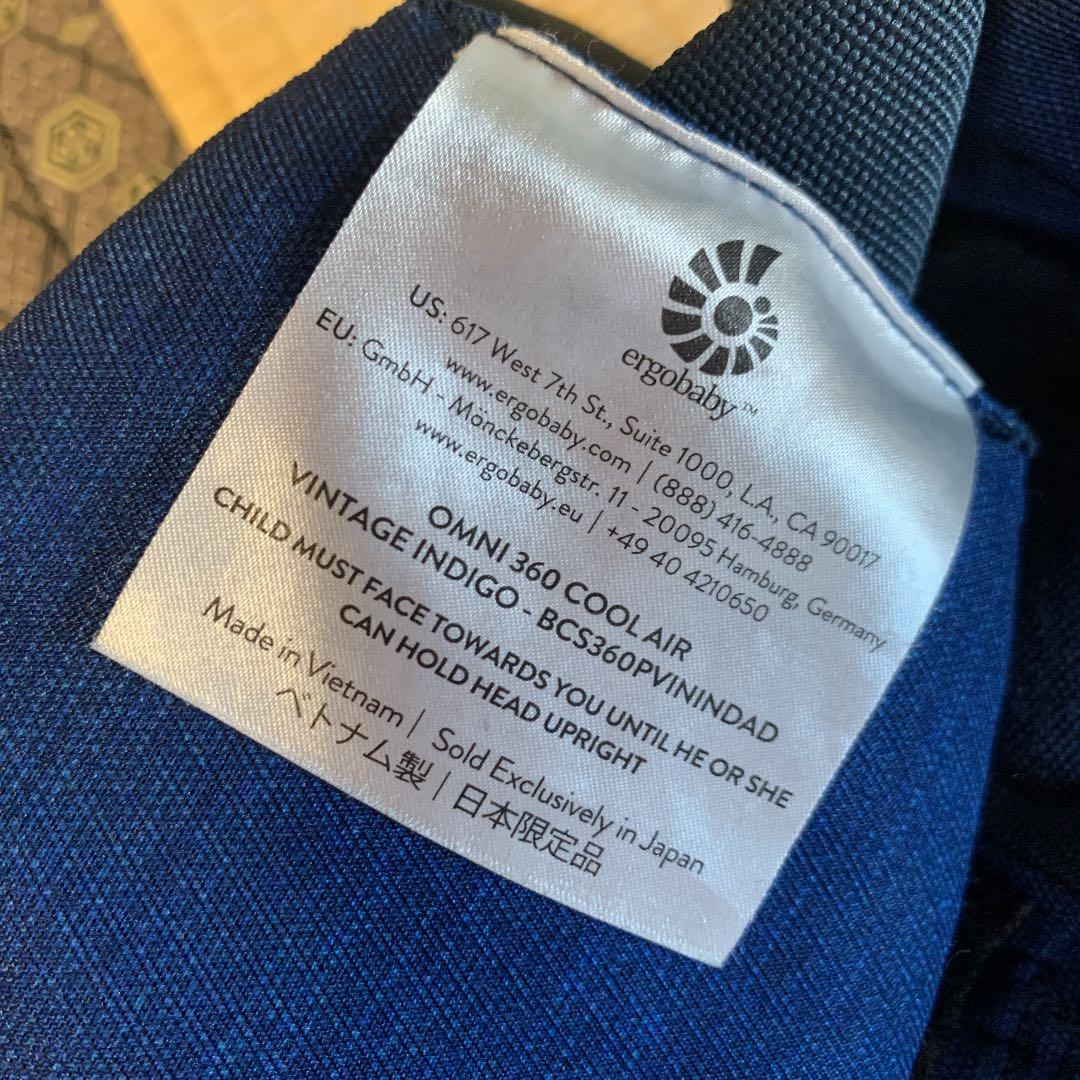 ergobaby™
US: 617 West 7th St., Suite 1000, L.A., CA 90017
www.ergobaby.com | (888) 416-4888
EU: GmbH - Mönckebergstr. 11 - 20095 Hamburg, Germany
www.ergobaby.eu | +49 40 4210650
OMNI 360 COOL AIR
VINTAGE INDIGO - BCS360PVININDAD
CHILD MUST FACE TOWARDS YOU UNTIL HE OR SHE
CAN HOLD HEAD UPRIGHT
Made in Vietnam | Sold Exclusively in Japan
ベトナム製 | 日本限定品